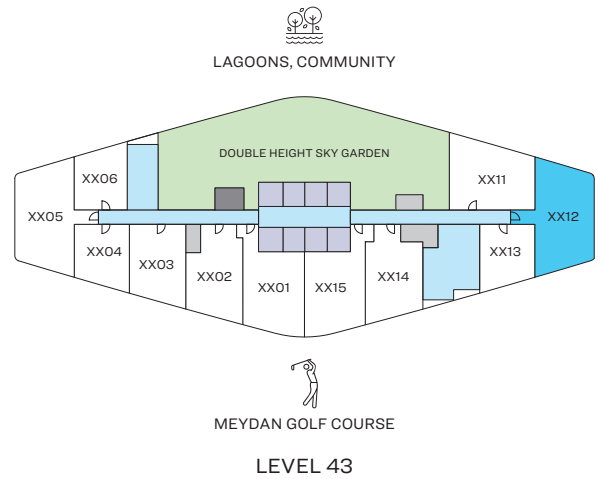 LAGOONS, COMMUNITY
DOUBLE HEIGHT SKY GARDEN
XX06
XX11
XX05
XX12
XX04
XX03
XX02
XX01
XX15
XX14
XX13
MEYDAN GOLF COURSE
LEVEL 43